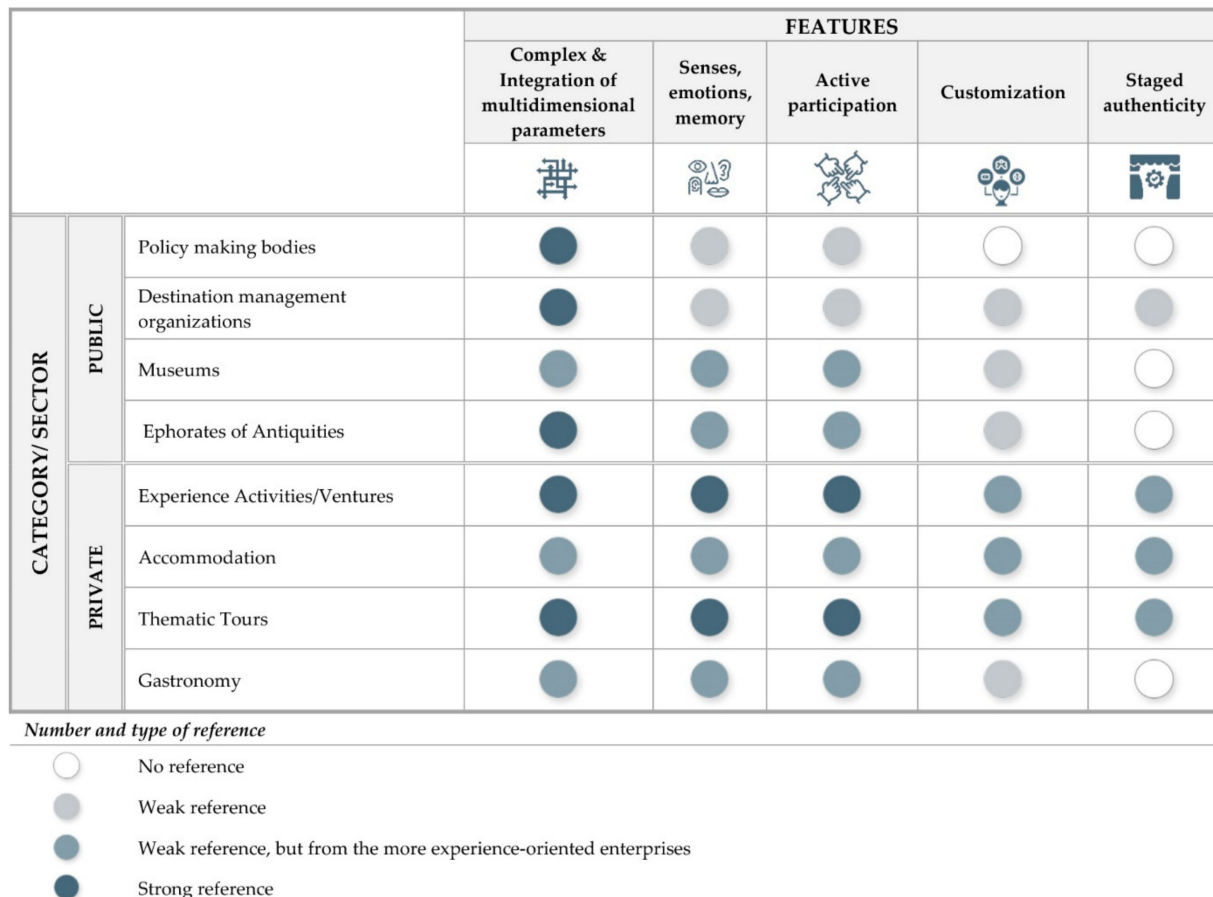 FEATURES
Complex &
Integration of
multidimensional
parameters
Senses,
emotions,
memory
Active
participation
Customization
Staged
authenticity
CATEGORY/ SECTOR
PUBLIC
Policy making bodies
Destination management
organizations
Museums
Ephorates of Antiquities
PRIVATE
Experience Activities/Ventures
Accommodation
Thematic Tours
Gastronomy
Number and type of reference
No reference
Weak reference
Weak reference, but from the more experience-oriented enterprises
Strong reference